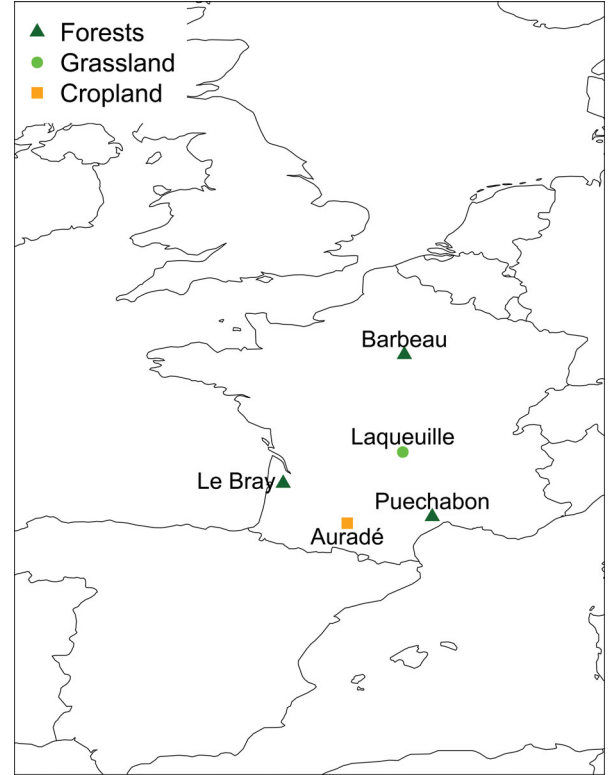 Forests
Grassland
Cropland
Barbeau
Laqueuille
Le Bray
Puechabon
Auradé